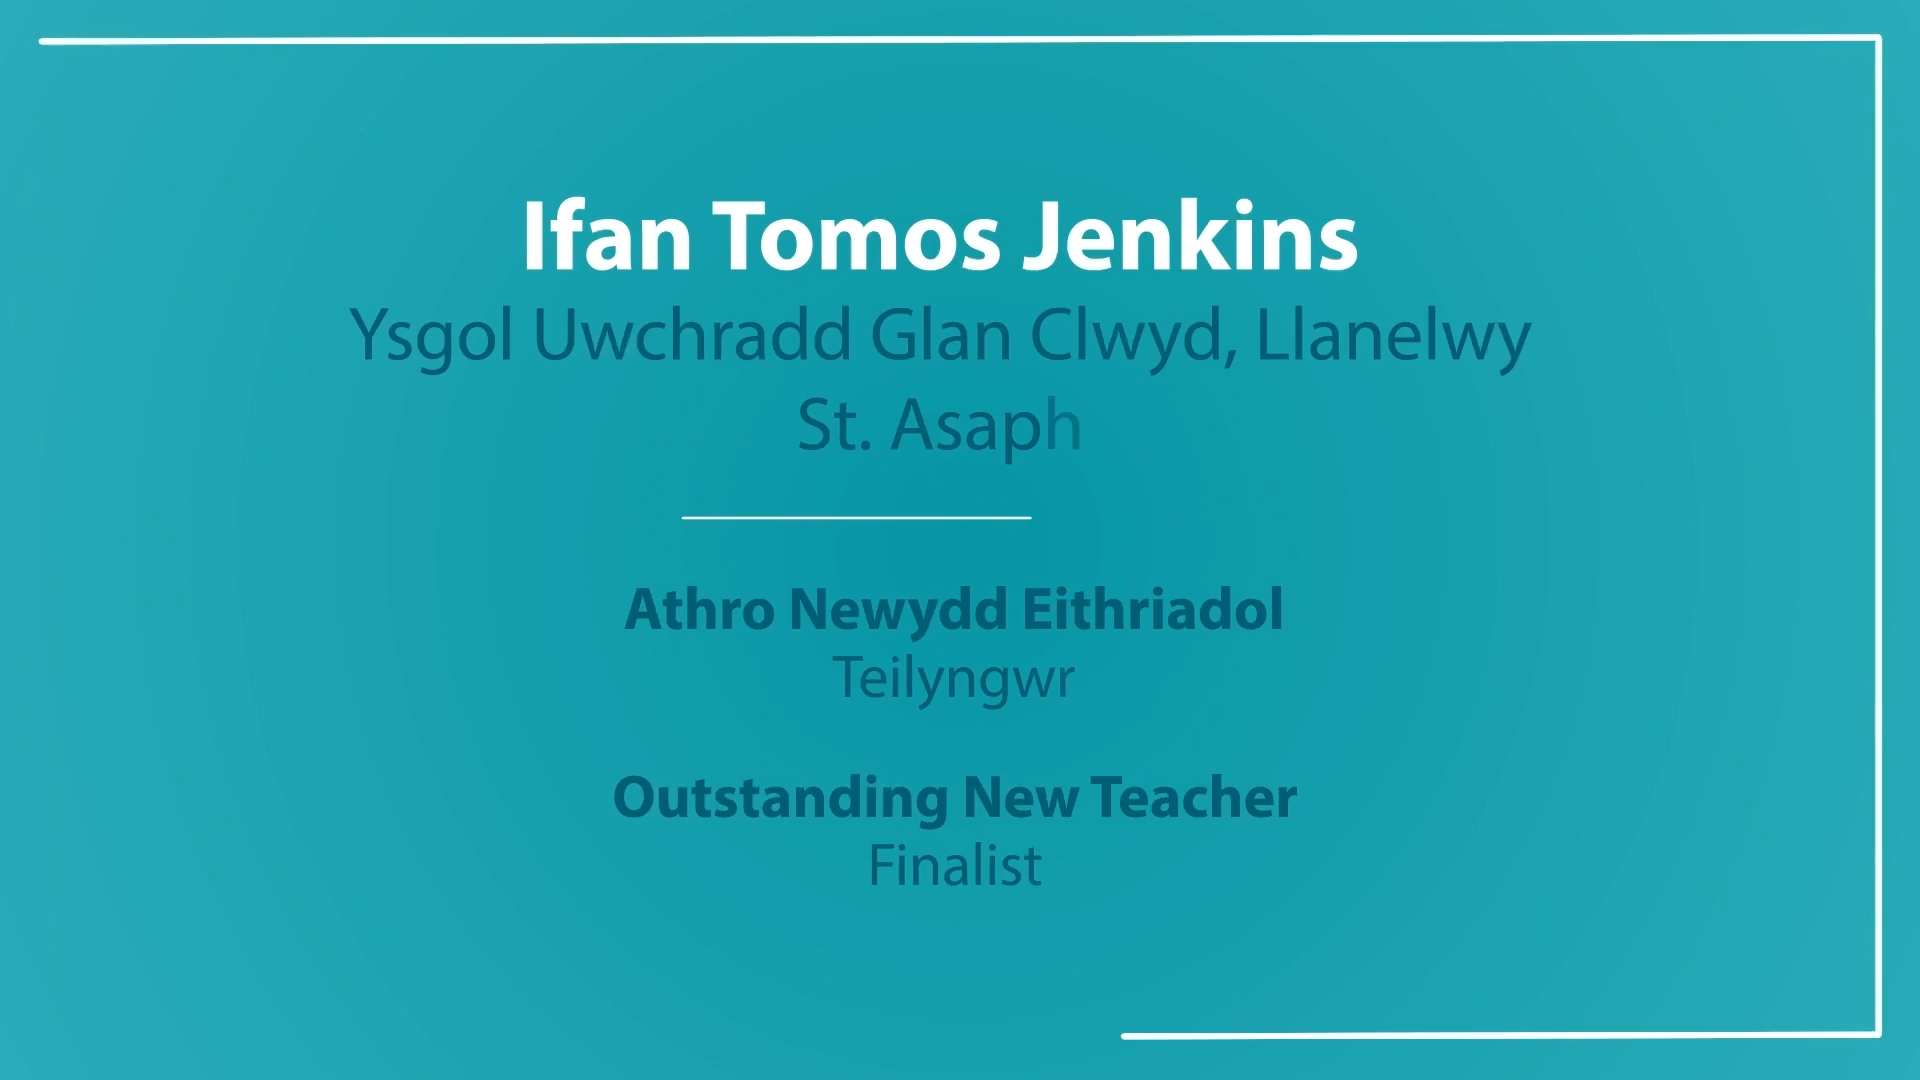 Ifan Tomos Jenkins
Ysgol Uwchradd Glan Clwyd, Llanelwy
St. Asaph
Athro Newydd Eithriadol
Teilyngwr
Outstanding New Teacher
Finalist